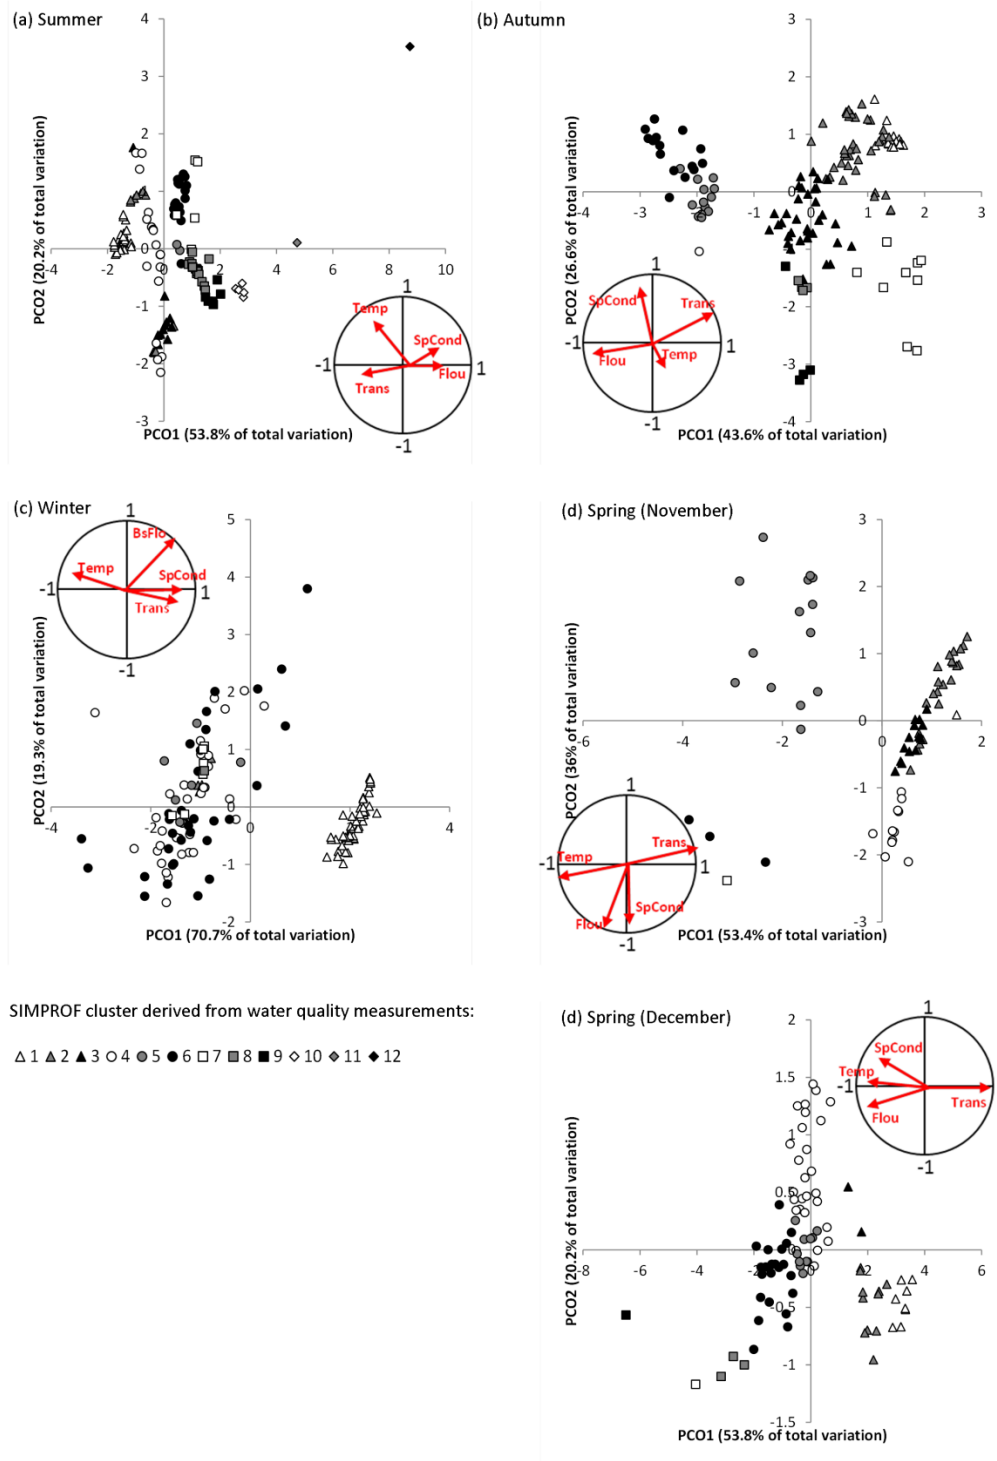 (a) Summer
4
3
2
1
0
-1
-2
-3
-4
-2
0
2
4
6
8
10
PCO2 (20.2% of total variation)
PCO1 (53.8% of total variation)
1
-1
1
-1
Temp
SpCond
Flou
Trans
(b) Autumn
3
2
1
0
-1
-2
-3
-4
-4
-3
-2
-1
0
1
2
3
PCO2 (26.6% of total variation)
PCO1 (43.6% of total variation)
1
-1
1
-1
SpCond
Trans
Flou
Temp
(c) Winter
5
4
3
2
1
0
-1
-2
-4
-2
0
2
4
PCO2 (19.3% of total variation)
PCO1 (70.7% of total variation)
1
-1
1
-1
BsFlo
Temp
SpCond
Trans
(d) Spring (November)
3
2
1
0
-1
-2
-3
-6
-4
-2
0
2
PCO2 (36% of total variation)
PCO1 (53.4% of total variation)
1
-1
1
-1
Trans
Temp
SpCond
Flou
SIMPROF cluster derived from water quality measurements:
1 2 3 4 5 6 7 8 9 10 11 12
(d) Spring (December)
2
1.5
1
0.5
0
-0.5
-1
-1.5
-8
-6
-4
-2
0
2
4
6
PCO2 (20.2% of total variation)
PCO1 (53.8% of total variation)
1
-1
-1
SpCond
Temp
Flou
Trans